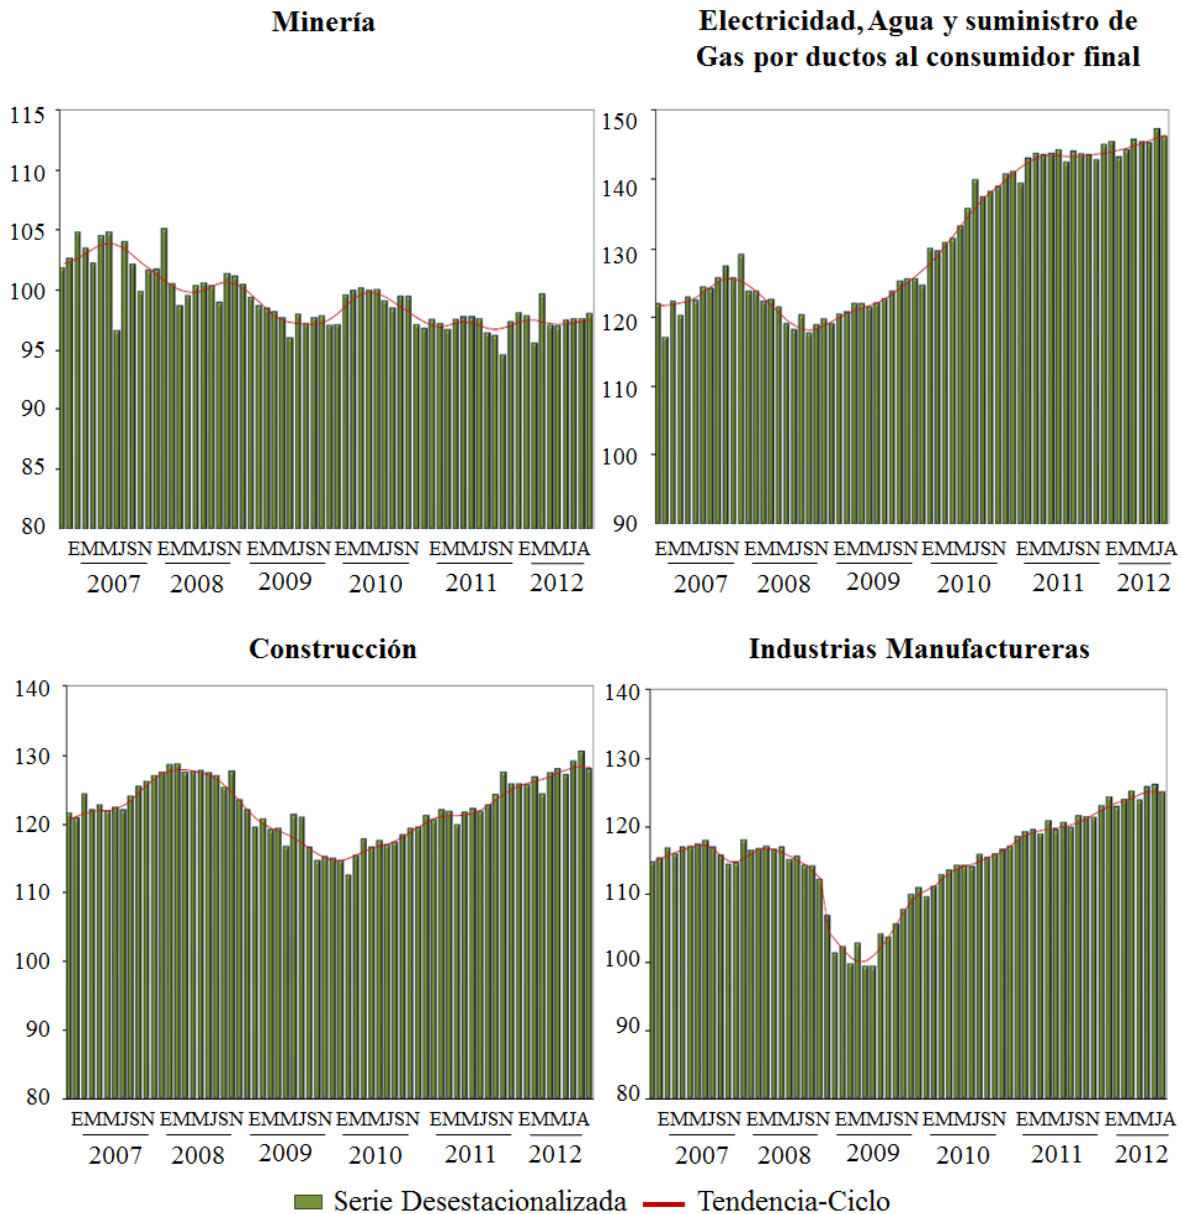 Minería
115
110
105
100
95
90
85
80
EMMJSN EMMJSN EMMJSN EMMJSN EMMJSN EMMJA
2007 2008 2009 2010 2011 2012
Electricidad, Agua y suministro de
Gas por ductos al consumidor final
150
140
130
120
110
100
90
EMMJSN EMMJSN EMMJSN EMMJSN EMMJSN EMMJA
2007 2008 2009 2010 2011 2012
Construcción
140
130
120
110
100
90
80
EMMJSN EMMJSN EMMJSN EMMJSN EMMJSN EMMJA
2007 2008 2009 2010 2011 2012
Industrias Manufactureras
140
130
120
110
100
90
80
EMMJSN EMMJSN EMMJSN EMMJSN EMMJSN EMMJA
2007 2008 2009 2010 2011 2012
Serie Desestacionalizada Tendencia-Ciclo